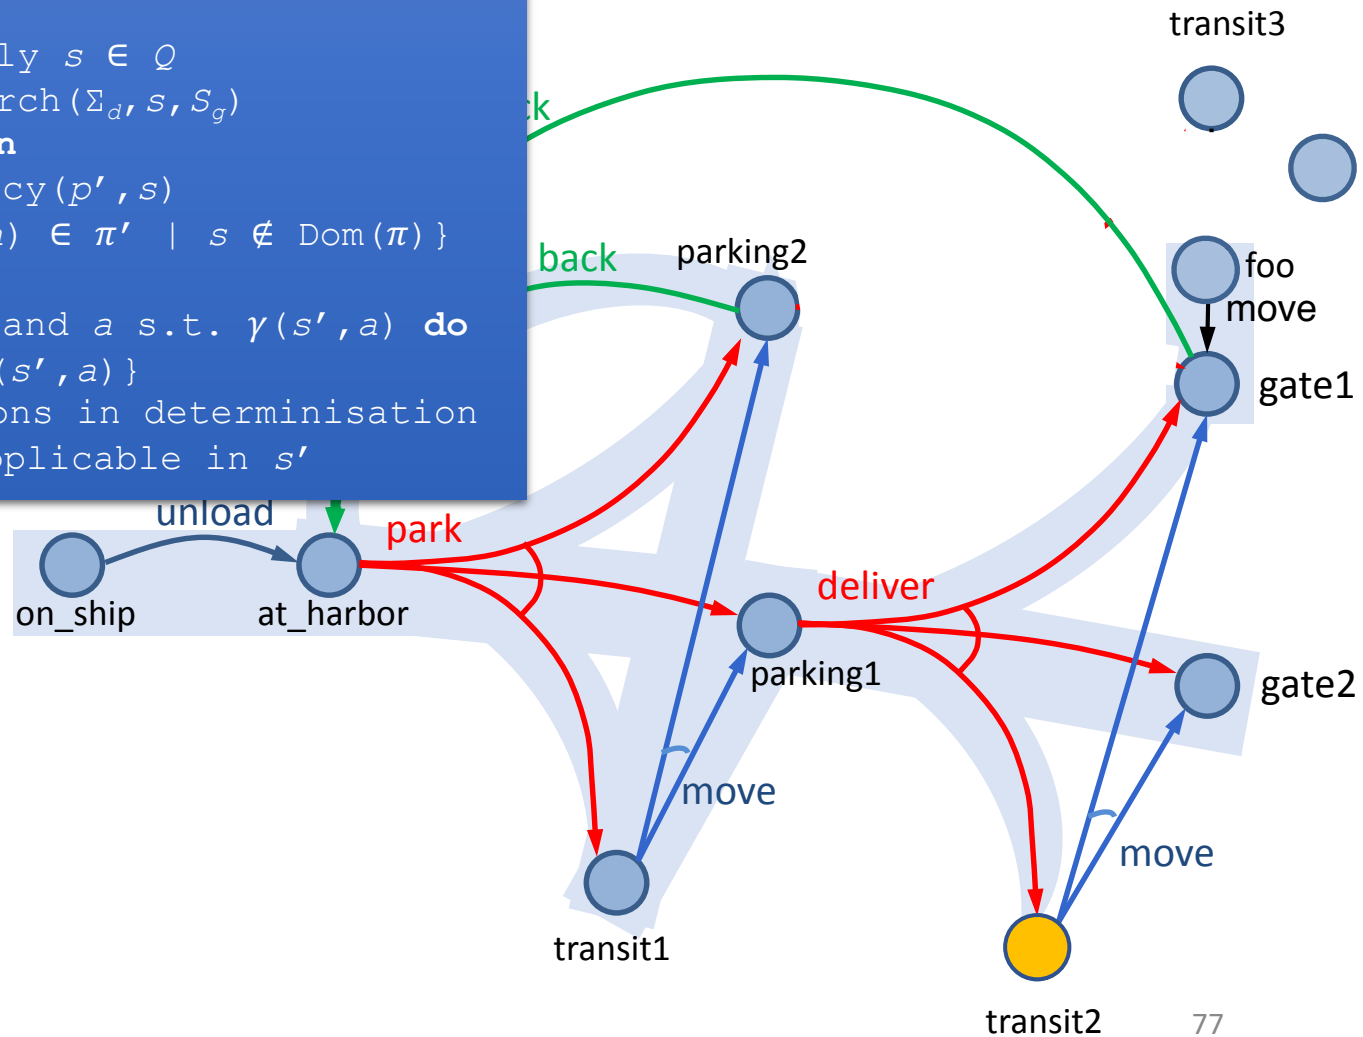 ly s ∈ Q
rch(Σd,s,Sg)
n
cy(p′,s)
) ∈ π′ | s ∉ Dom(π)}
and a s.t. γ(s′,a) do
(s′,a)}
ons in determinisation
plicable in s′
transit3
ck
back
parking2
foo
move
gate1
unload
park
on_ship
at_harbor
deliver
parking1
gate2
move
move
transit1
transit2
77